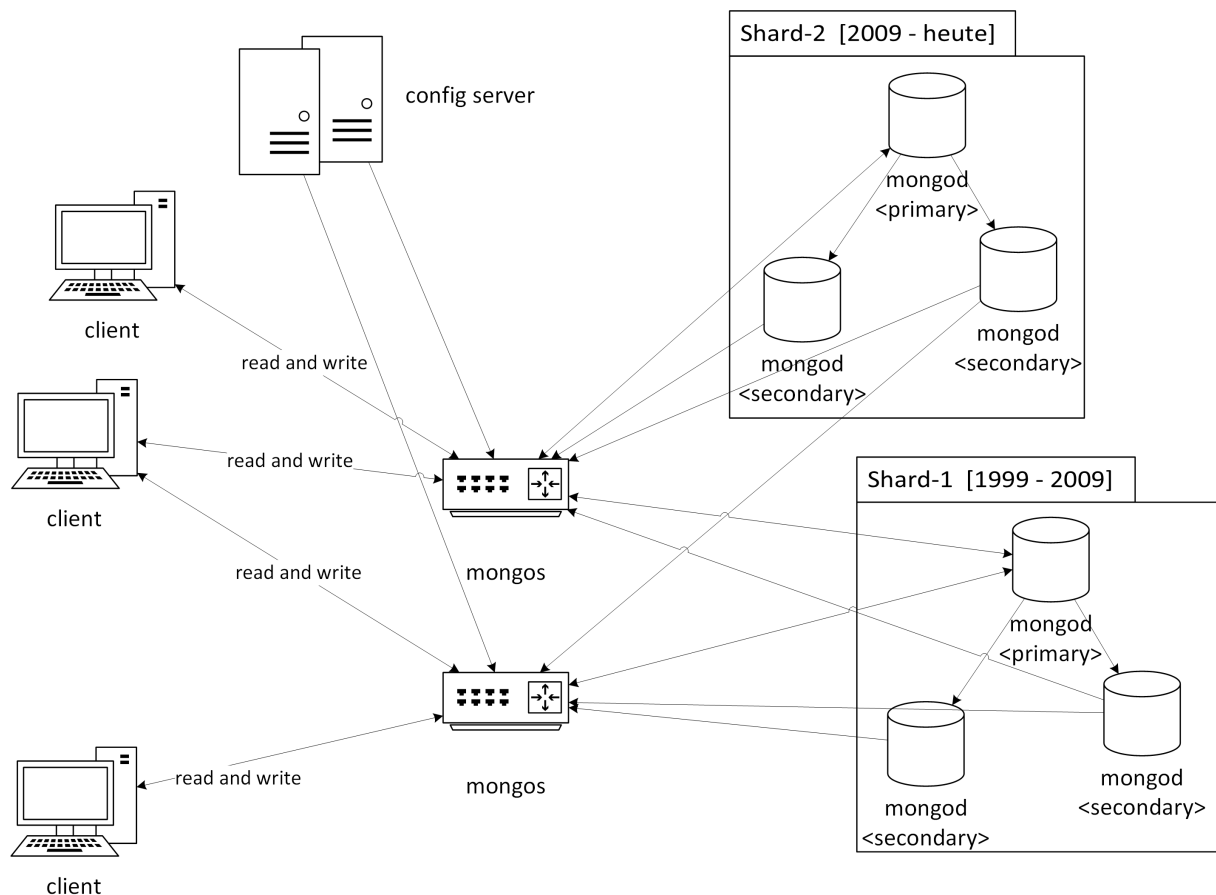 Shard-2 [2009 - heute]
config server
mongod
<primary>
client
mongod
<secondary>
mongod
<secondary>
read and write
client
read and write
mongos
read and write
Shard-1 [1999 - 2009]
mongod
<primary>
mongod
<secondary>
mongod
<secondary>
mongos
read and write
client